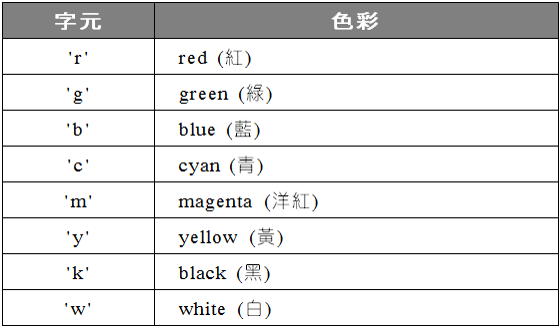 字元 色彩
'r' red (紅)
'g' green (綠)
'b' blue (藍)
'c' cyan (青)
'm' magenta (洋紅)
'y' yellow (黃)
'k' black (黑)
'w' white (白)